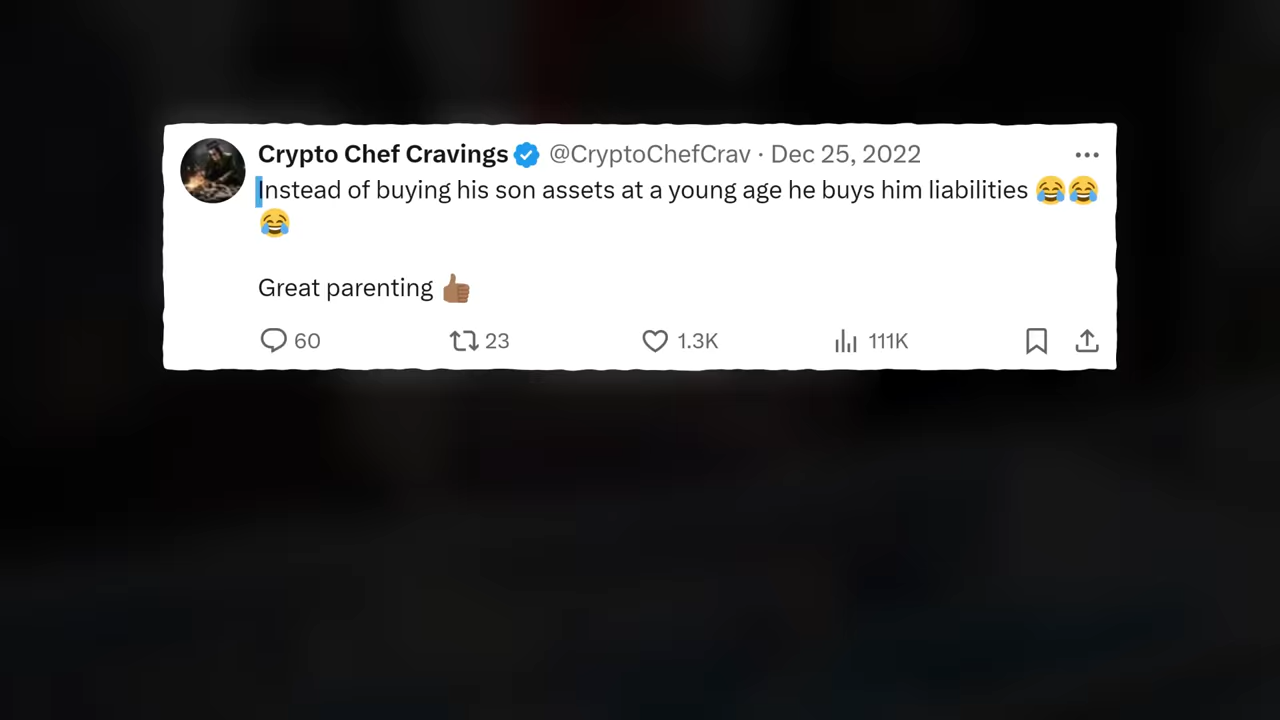 Crypto Chef Cravings @CryptoChefCrav · Dec 25, 2022
Instead of buying his son assets at a young age he buys him liabilities 😂😂
😂
Great parenting 👍🏾
60 23 1.3K 111K